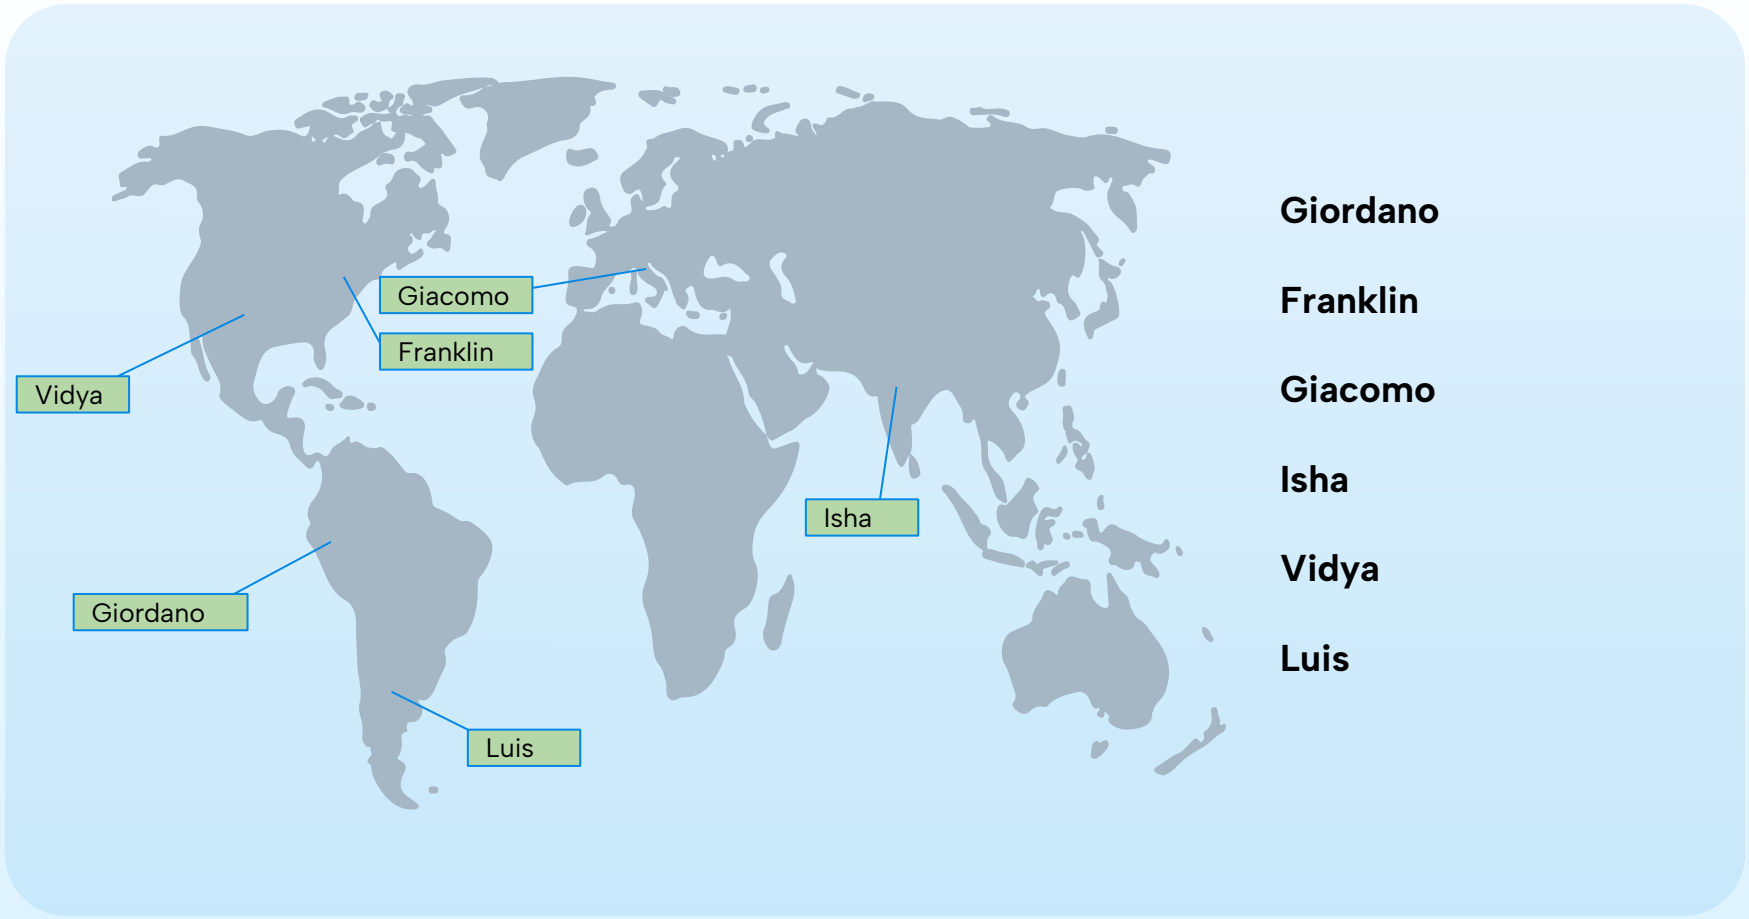 Giacomo
Franklin
Vidya
Isha
Giordano
Luis
Giordano
Franklin
Giacomo
Isha
Vidya
Luis